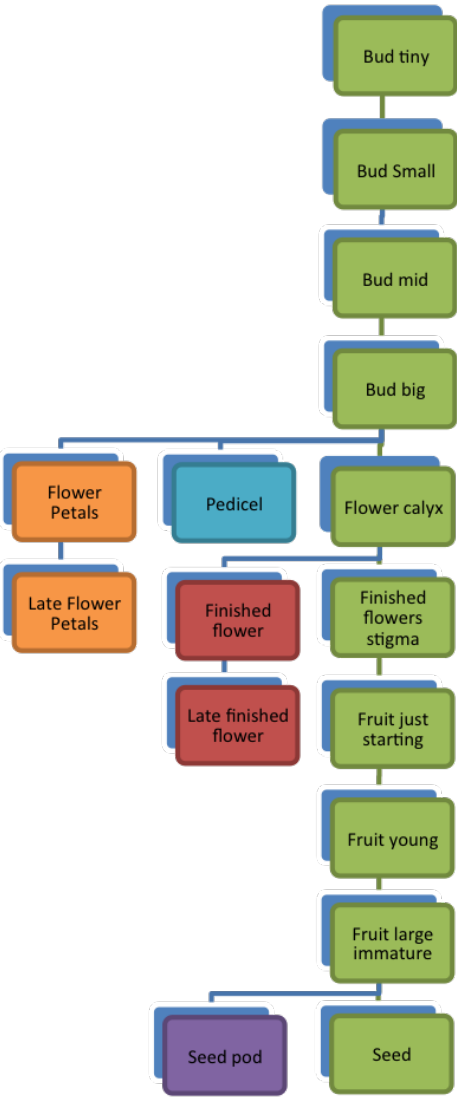 Bud tiny
Bud Small
Bud mid
Bud big
Flower
Petals
Pedicel
Flower calyx
Late Flower
Petals
Finished
flower
Finished
flowers
stigma
Late finished
flower
Fruit just
starting
Fruit young
Fruit large
immature
Seed pod
Seed